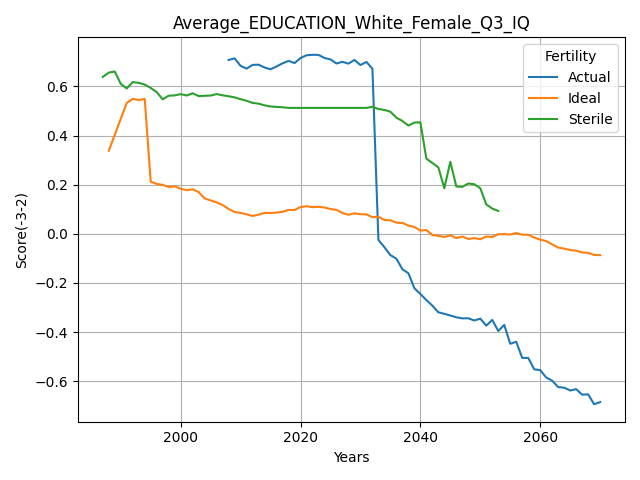 Average_EDUCATION_White_Female_Q3_IQ
Fertility
Actual
Ideal
Sterile
Score(-3-2)
0.6
0.4
0.2
0.0
−0.2
−0.4
−0.6
2000 2020 2040 2060
Years